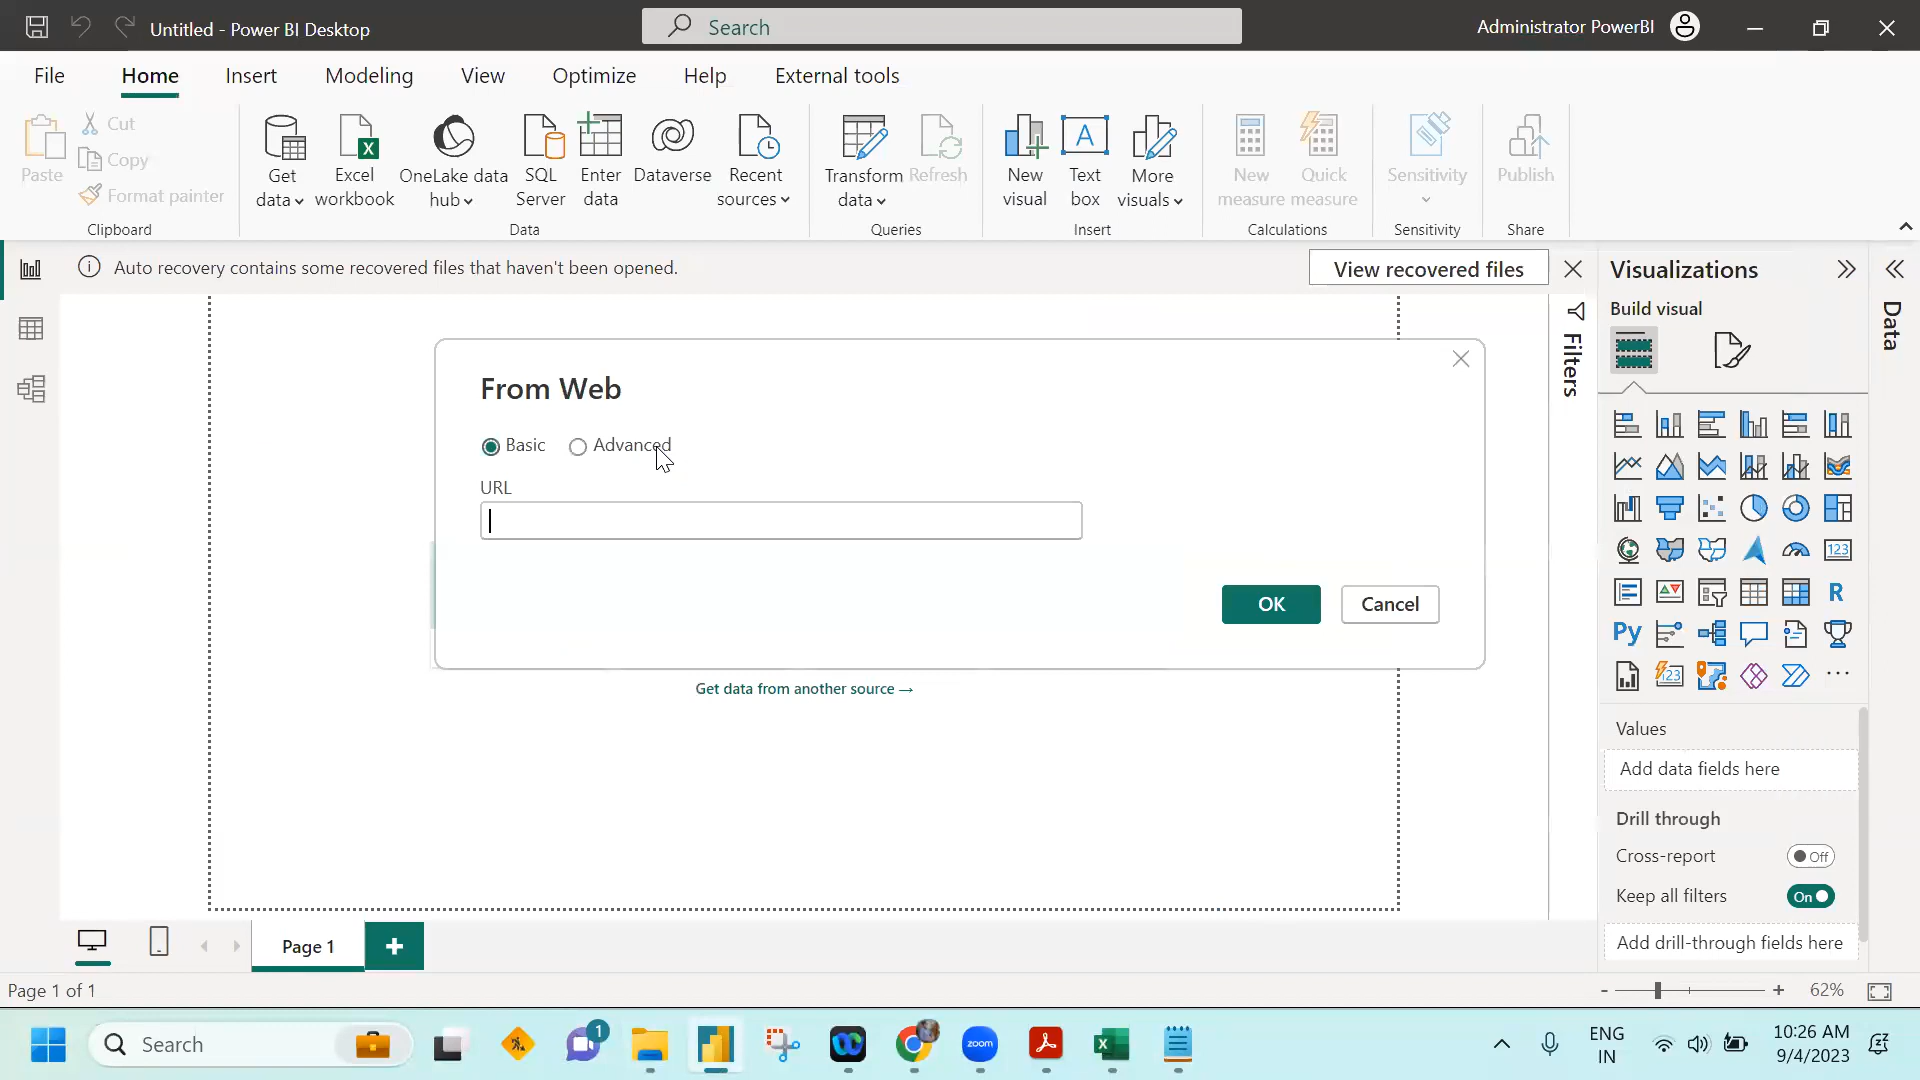 Untitled - Power BI Desktop
Search
Administrator PowerBI
File
Home
Insert
Modeling
View
Optimize
Help
External tools
Paste
Cut
Copy
Format painter
Clipboard
Get
data
Excel
workbook
OneLake data
hub
SQL
Server
Enter
data
Dataverse
Recent
sources
Data
Transform
data
Refresh
Queries
New
visual
A
Text
box
More
visuals
Insert
New
measure
Quick
measure
Calculations
Sensitivity
Sensitivity
Publish
Share
Auto recovery contains some recovered files that haven't been opened.
View recovered files
From Web
Basic
Advanced
URL
OK
Cancel
Get data from another source →
Filters
Visualizations
Build visual
123
R
Py
123
...
Values
Add data fields here
Drill through
Cross-report
Off
Keep all filters
On
Add drill-through fields here
Data
Page 1
+
Page 1 of 1
- + 62%
Search
1
zoom
ENG
IN
10:26 AM
9/4/2023